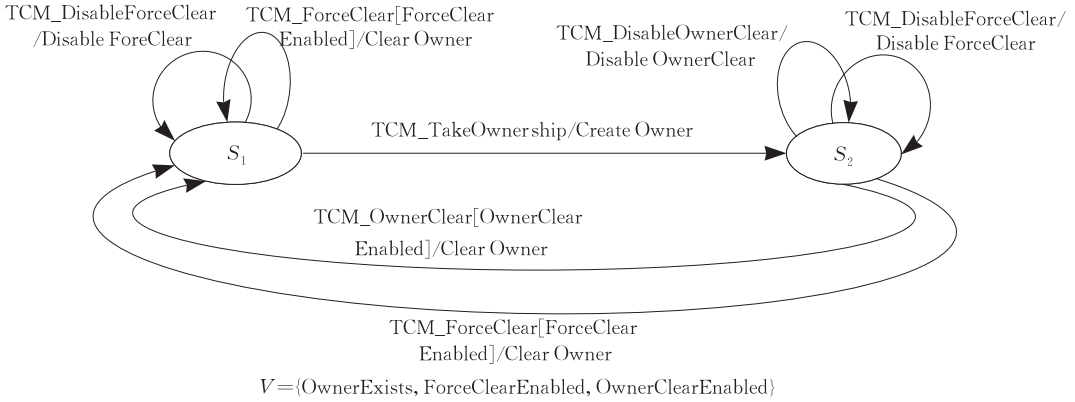 TCM_DisableForceClear
/Disable ForeClear
TCM_ForceClear[ForceClear
Enabled]/Clear Owner
TCM_DisableOwnerClear/
Disable OwnerClear
TCM_DisableForceClear/
Disable ForceClear
TCM_TakeOwnership/Create Owner
S₁
S₂
TCM_OwnerClear[OwnerClear
Enabled]/Clear Owner
TCM_ForceClear[ForceClear
Enabled]/Clear Owner
V={OwnerExists, ForceClearEnabled, OwnerClearEnabled}